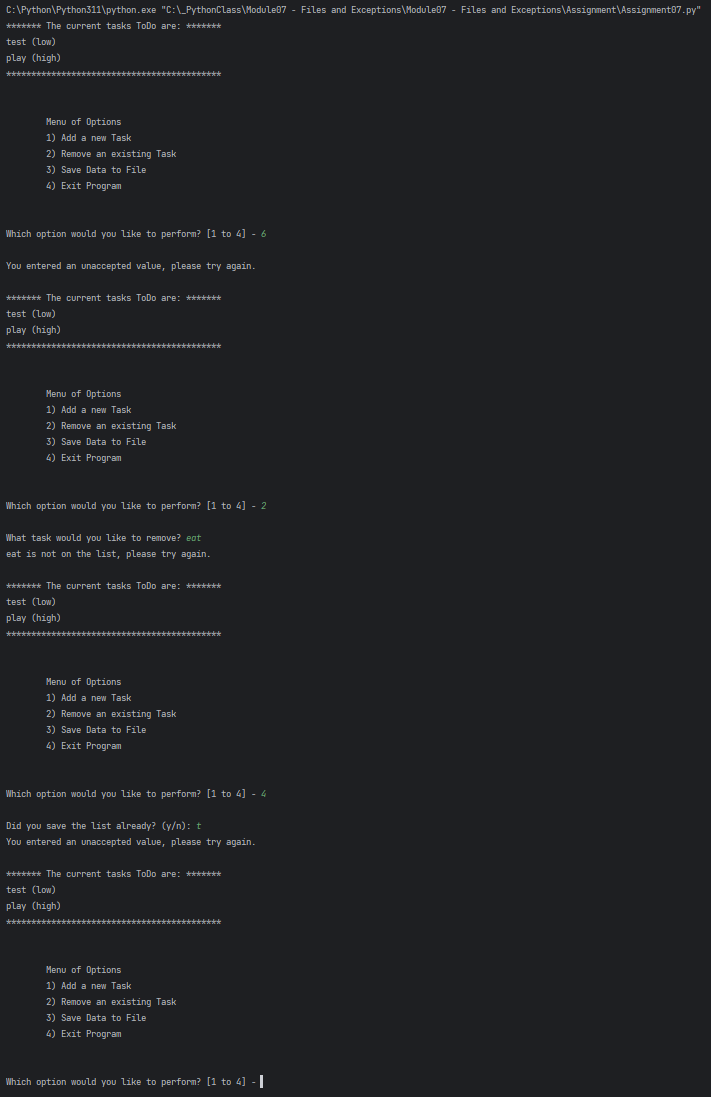 C:\Python\Python311\python.exe "C:\_PythonClass\Module07 - Files and Exceptions\Module07 - Files and Exceptions\Assignment\Assignment07.py"
******* The current tasks ToDo are: *******
test (low)
play (high)
*******************************************
Menu of Options
1) Add a new Task
2) Remove an existing Task
3) Save Data to File
4) Exit Program
Which option would you like to perform? [1 to 4] - 6
You entered an unaccepted value, please try again.
******* The current tasks ToDo are: *******
test (low)
play (high)
*******************************************
Menu of Options
1) Add a new Task
2) Remove an existing Task
3) Save Data to File
4) Exit Program
Which option would you like to perform? [1 to 4] - 2
What task would you like to remove? eat
eat is not on the list, please try again.
******* The current tasks ToDo are: *******
test (low)
play (high)
*******************************************
Menu of Options
1) Add a new Task
2) Remove an existing Task
3) Save Data to File
4) Exit Program
Which option would you like to perform? [1 to 4] - 4
Did you save the list already? (y/n): t
You entered an unaccepted value, please try again.
******* The current tasks ToDo are: *******
test (low)
play (high)
*******************************************
Menu of Options
1) Add a new Task
2) Remove an existing Task
3) Save Data to File
4) Exit Program
Which option would you like to perform? [1 to 4] -